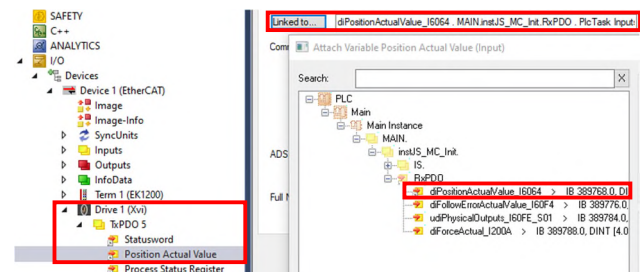 SAFETY
C++
ANALYTICS
I/O
Devices
Device 1 (EtherCAT)
Image
Image-Info
SyncUnits
Inputs
Outputs
InfoData
Term 1 (EK1200)
Drive 1 (Xvi)
TxPDO 5
Statusword
Position Actual Value
Process Status Register
Linked to...
diPositionActualValue_I6064 . MAIN.instJS_MC_Init.RxPDO . PlcTask Inputs
Com
ADS
Full
Attach Variable Position Actual Value (Input)
Search:
X
PLC
Main
Main Instance
MAIN.
instJS_MC_Init.
IS.
RxPDO
diPositionActualValue_I6064 > IB 389768.0, DI
diFollowErrorActualValue_I60F4 > IB 389776.0,
udiPhysicalOutputs_I60FE_S01 > IB 389784.0,
diForceActual_I200A > IB 389788.0, DINT [4.0